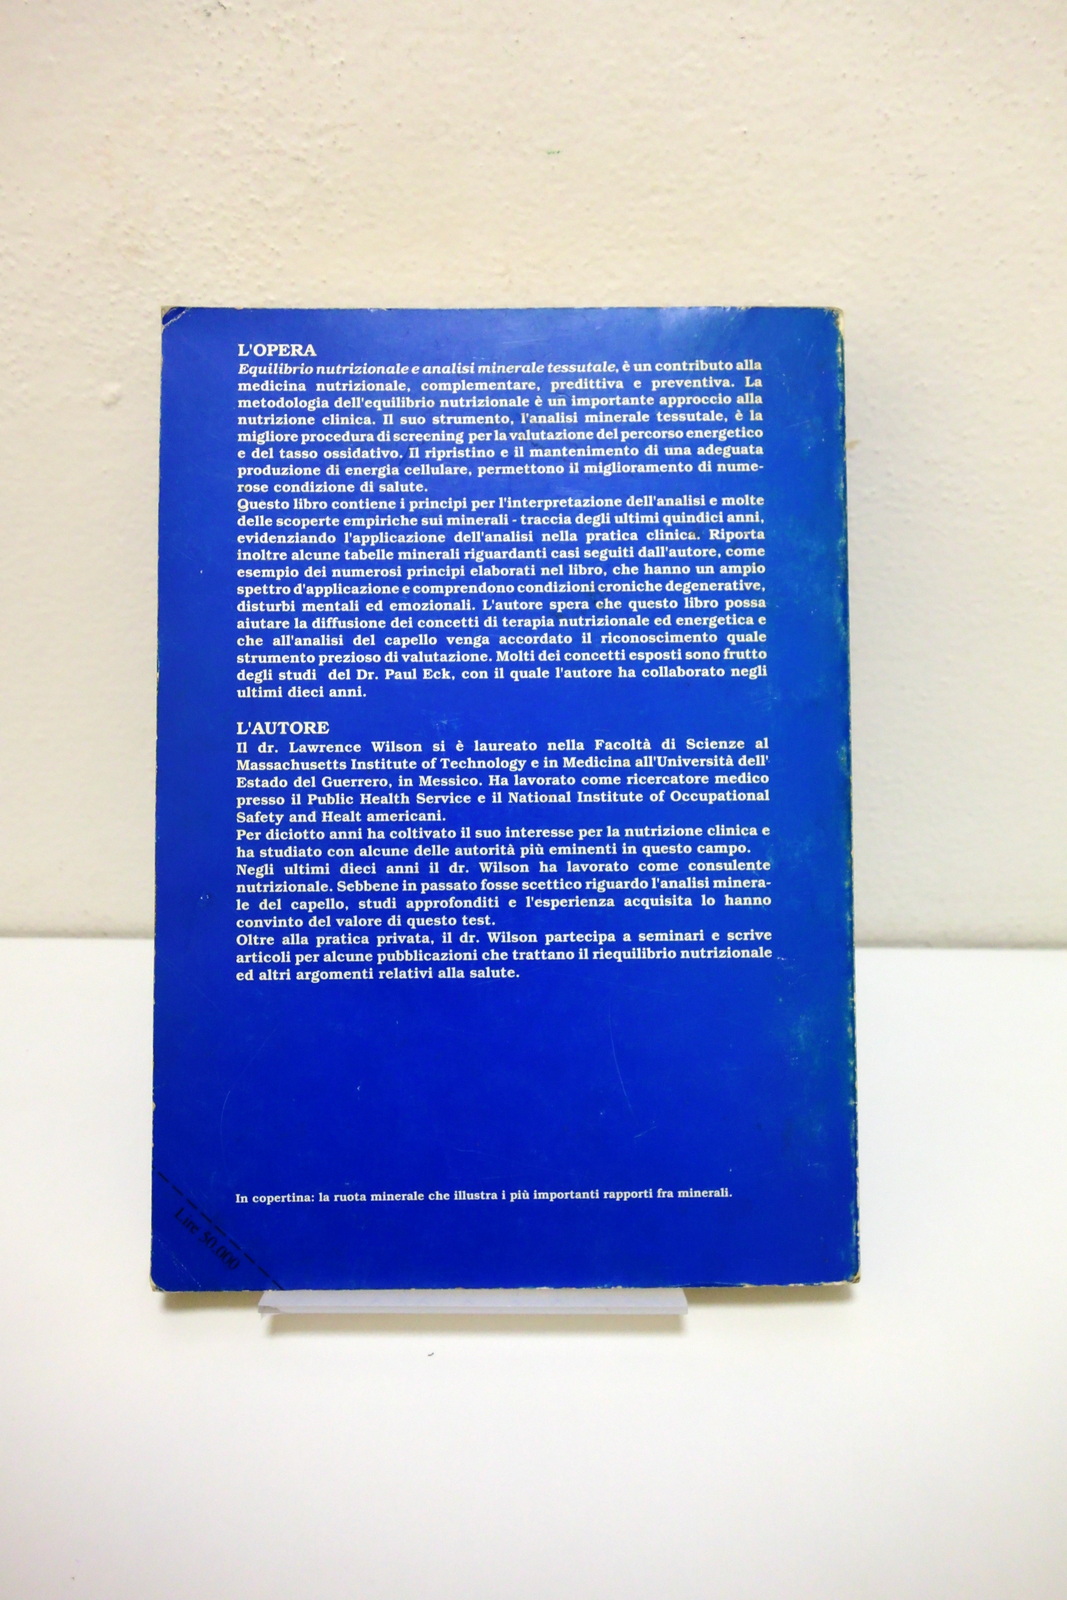 L'OPERA
Equilibrio nutrizionale e analisi minerale tessutale, è un contributo alla
medicina nutrizionale, complementare, predittiva e preventiva. La
metodologia dell'equilibrio nutrizionale è un importante approccio alla
nutrizione clinica. Il suo strumento, l'analisi minerale tessutale, è la
migliore procedura di screening per la valutazione del percorso energetico
e del tasso ossidativo. Il ripristino e il mantenimento di una adeguata
produzione di energia cellulare, permettono il miglioramento di nume-
rose condizione di salute.
Questo libro contiene i principi per l'interpretazione dell'analisi e molte
delle scoperte empiriche sui minerali - traccia degli ultimi quindici anni,
evidenziando l'applicazione dell'analisi nella pratica clinica. Riporta
inoltre alcune tabelle minerali riguardanti casi seguiti dall'autore, come
esempio dei numerosi principi elaborati nel libro, che hanno un ampio
spettro d'applicazione e comprendono condizioni croniche degenerative,
disturbi mentali ed emozionali. L'autore spera che questo libro possa
aiutare la diffusione dei concetti di terapia nutrizionale ed energetica e
che all'analisi del capello venga accordato il riconoscimento quale
strumento prezioso di valutazione. Molti dei concetti esposti sono frutto
degli studi del Dr. Paul Eck, con il quale l'autore ha collaborato negli
ultimi dieci anni.
L'AUTORE
Il dr. Lawrence Wilson si è laureato nella Facoltà di Scienze al
Massachusetts Institute of Technology e in Medicina all'Università dell'
Estado del Guerrero, in Messico. Ha lavorato come ricercatore medico
presso il Public Health Service e il National Institute of Occupational
Safety and Healt americani.
Per diciotto anni ha coltivato il suo interesse per la nutrizione clinica e
ha studiato con alcune delle autorità più eminenti in questo campo.
Negli ultimi dieci anni il dr. Wilson ha lavorato come consulente
nutrizionale. Sebbene in passato fosse scettico riguardo l'analisi minera-
le del capello, studi approfonditi e l'esperienza acquisita lo hanno
convinto del valore di questo test.
Oltre alla pratica privata, il dr. Wilson partecipa a seminari e scrive
articoli per alcune pubblicazioni che trattano il riequilibrio nutrizionale
ed altri argomenti relativi alla salute.
In copertina: la ruota minerale che illustra i più importanti rapporti fra minerali.
Lire 50.000